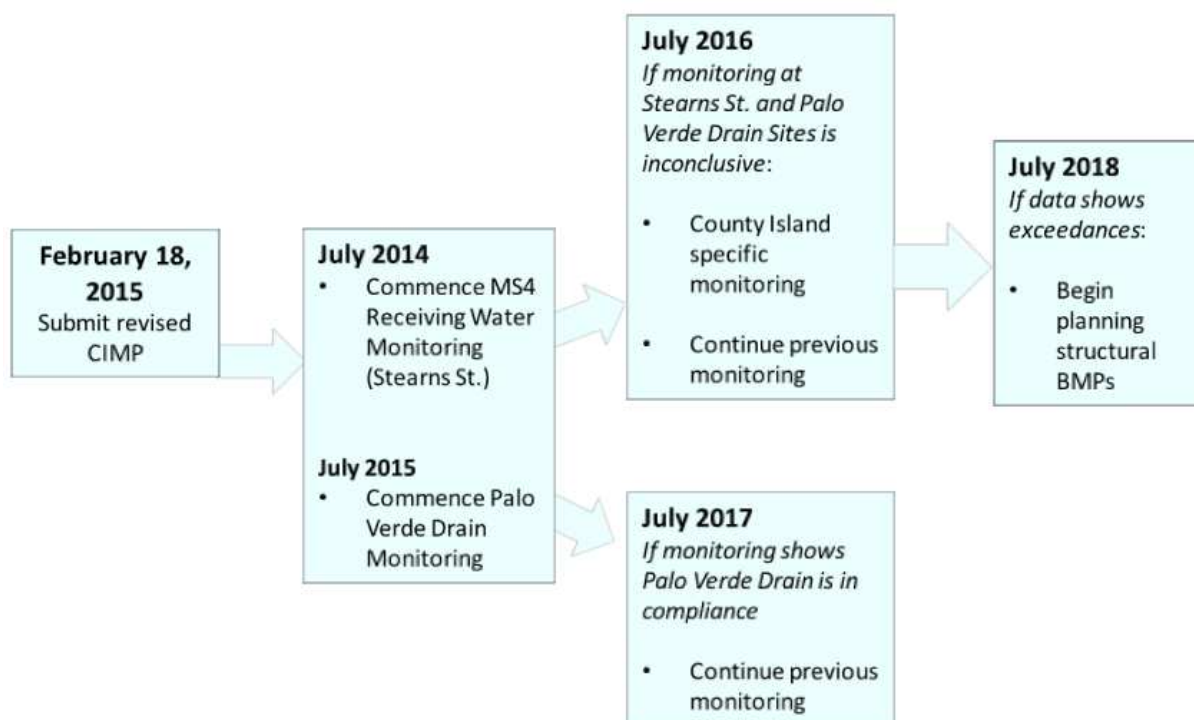 February 18,
2015
Submit revised
CIMP
July 2014
• Commence MS4
Receiving Water
Monitoring
(Stearns St.)
July 2015
• Commence Palo
Verde Drain
Monitoring
July 2016
If monitoring at
Stearns St. and Palo
Verde Drain Sites is
inconclusive:
• County Island
specific
monitoring
• Continue previous
monitoring
July 2018
If data shows
exceedances:
• Begin
planning
structural
BMPs
July 2017
If monitoring shows
Palo Verde Drain is in
compliance
• Continue previous
monitoring